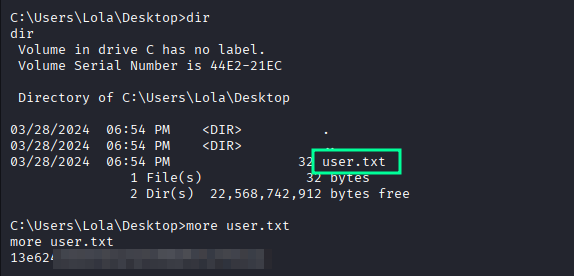 C:\Users\Lola\Desktop>dir
dir
 Volume in drive C has no label.
 Volume Serial Number is 44E2-21EC

 Directory of C:\Users\Lola\Desktop

03/28/2024  06:54 PM    <DIR>          .
03/28/2024  06:54 PM    <DIR>          ..
03/28/2024  06:54 PM                32 user.txt
               1 File(s)             32 bytes
               2 Dir(s)  22,568,742,912 bytes free

C:\Users\Lola\Desktop>more user.txt
more user.txt
13e624